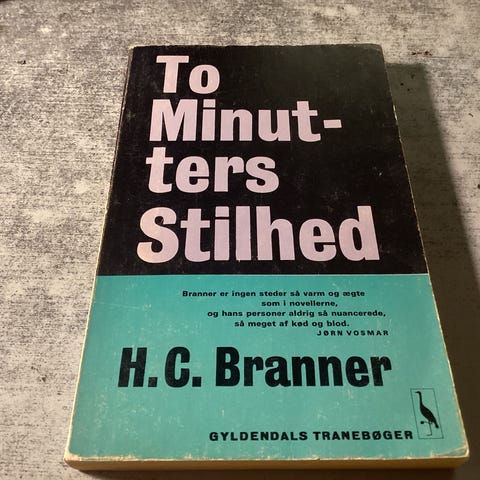 To
Minut-
ters
Stilhed
Branner er ingen steder så varm og ægte
som i novellerne,
og hans personer aldrig så nuancerede,
så meget af kød og blod.
JØRN VOSMAR
H.C. Branner
GYLDENDALS TRANEBØGER